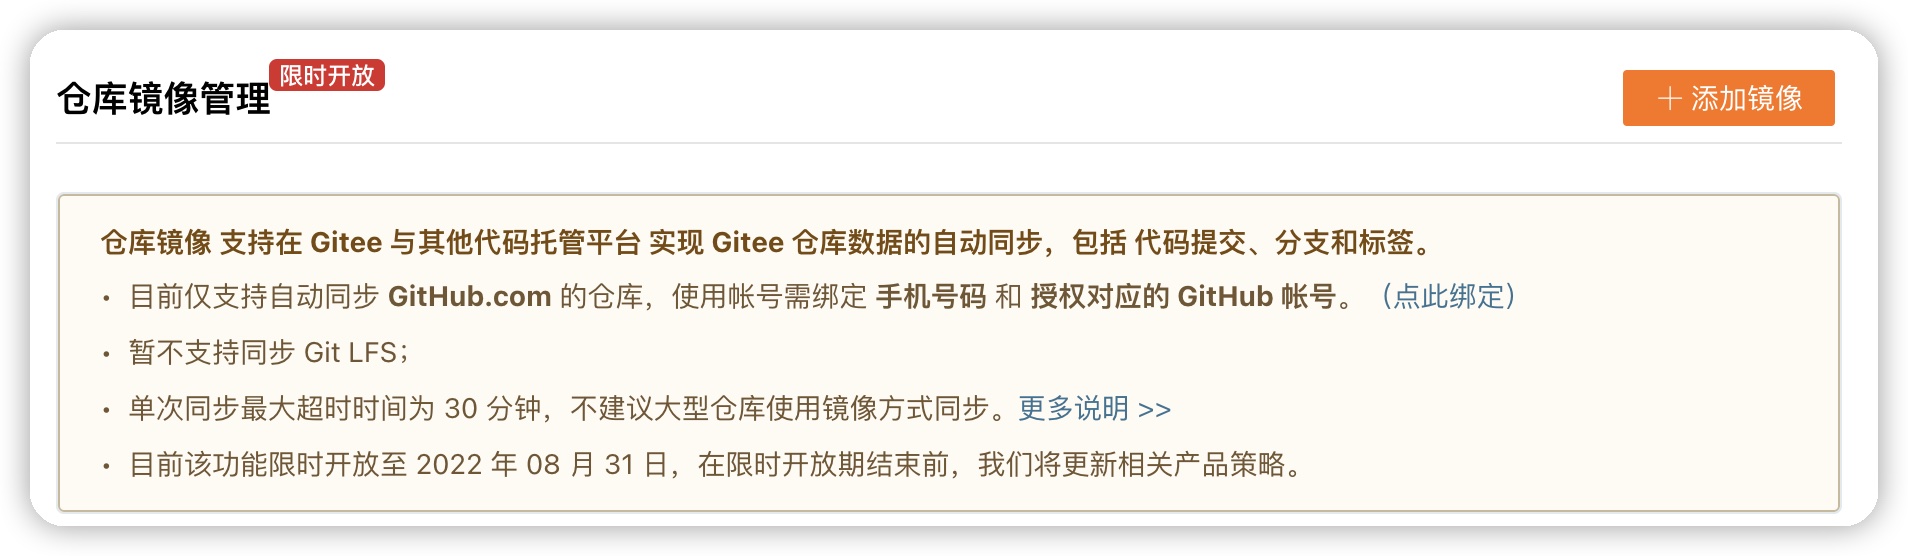 仓库镜像管理
限时开放
+ 添加镜像
仓库镜像 支持在 Gitee 与其他代码托管平台 实现 Gitee 仓库数据的自动同步，包括 代码提交、分支和标签。
• 目前仅支持自动同步 GitHub.com 的仓库，使用帐号需绑定 手机号码 和 授权对应的 GitHub 帐号。（点此绑定）
• 暂不支持同步 Git LFS；
• 单次同步最大超时时间为 30 分钟，不建议大型仓库使用镜像方式同步。更多说明 >>
• 目前该功能限时开放至 2022 年 08 月 31 日，在限时开放期结束前，我们将更新相关产品策略。